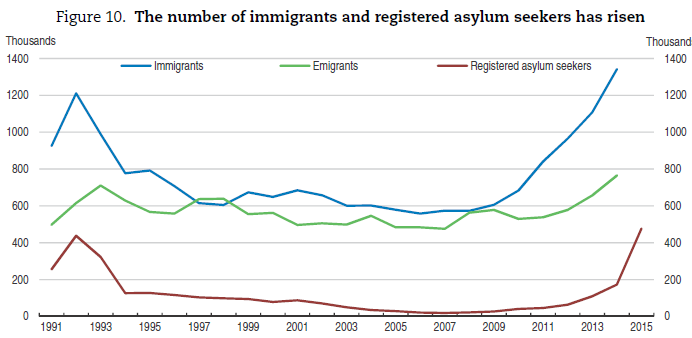 Figure 10. The number of immigrants and registered asylum seekers has risen
Thousands Thousand
Immigrants Emigrants Registered asylum seekers
1400 1400
1200 1200
1000 1000
800 800
600 600
400 400
200 200
0 0
1991 1993 1995 1997 1999 2001 2003 2005 2007 2009 2011 2013 2015